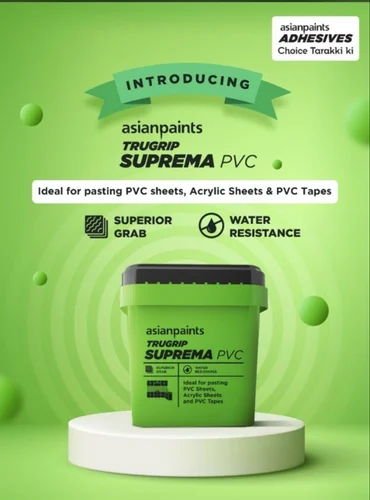 asianpaints
ADHESIVES
Choice Tarakki ki
INTRODUCING
asianpaints
TRUGRIP
SUPREMA PVC
Ideal for pasting PVC sheets, Acrylic Sheets & PVC Tapes
SUPERIOR
GRAB
WATER
RESISTANCE
asianpaints
TRUGRIP
SUPREMA PVC
SUPERIOR
GRAB
WATER
RESISTANCE
Ideal for pasting
PVC Sheets,
Acrylic Sheets
and PVC Tapes